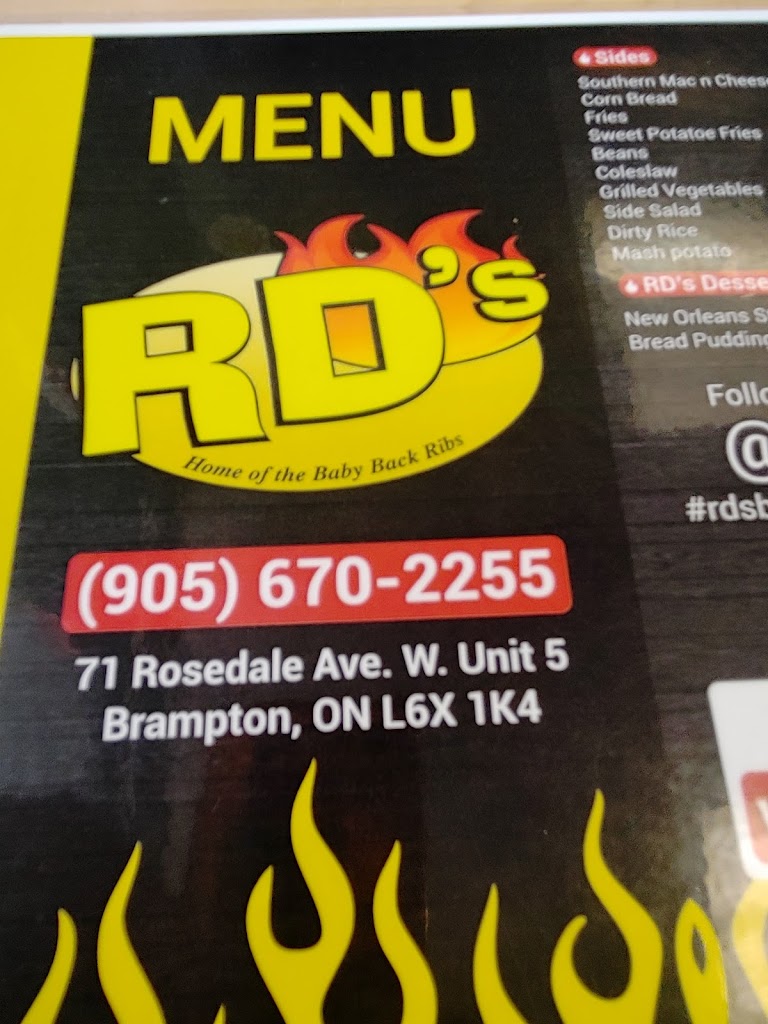 MENU
RD's
Home of the Baby Back Ribs
(905) 670-2255
71 Rosedale Ave. W. Unit 5
Brampton, ON L6X 1K4
Sides
Southern Mac n Cheese
Corn Bread
Fries
Sweet Potatoe Fries
Beans
Coleslaw
Grilled Vegetables
Side Salad
Dirty Rice
Mash potato
RD's Desse
New Orleans S
Bread Pudding
Follo
@
#rdsb